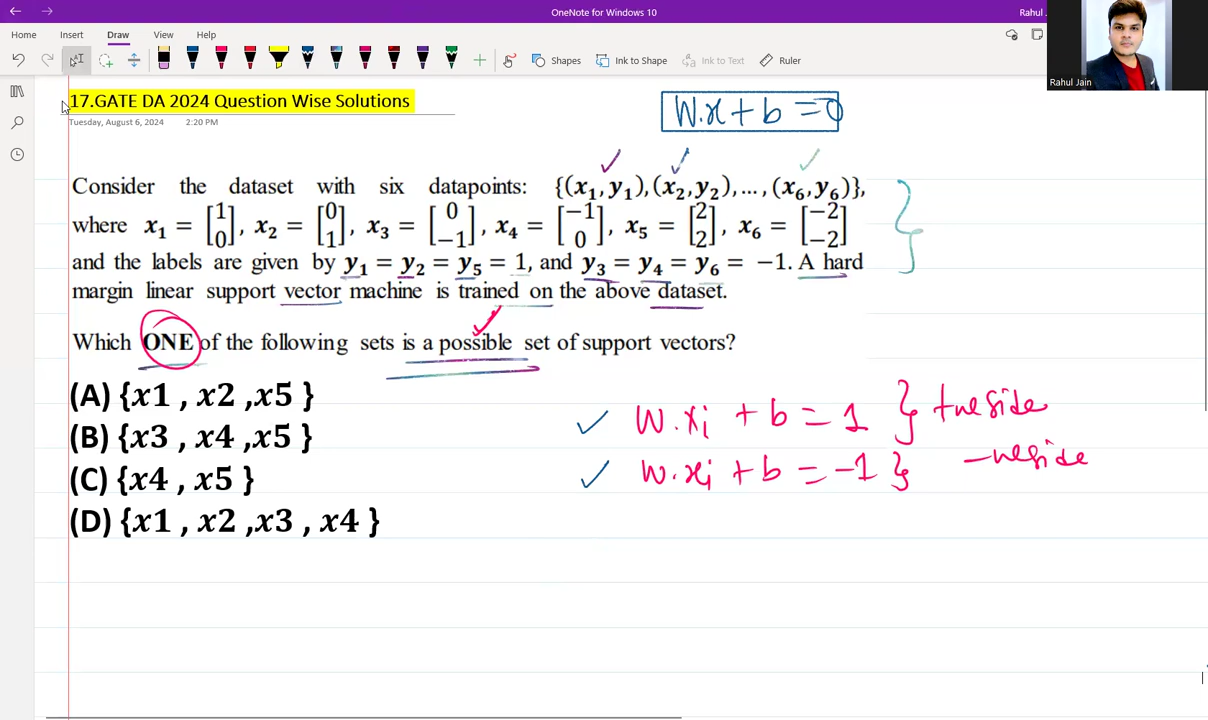 OneNote for Windows 10
Rahul J
Home Insert Draw View Help
Shapes Ink to Shape Ink to Text Ruler
Rahul Jain
17.GATE DA 2024 Question Wise Solutions
Tuesday, August 6, 2024 2:20 PM
W.x + b = 0
Consider the dataset with six datapoints: {(x₁, y₁), (x₂, y₂), ..., (x₆, y₆)},
where x₁ = [1 0], x₂ = [0 1], x₃ = [0 −1], x₄ = [−1 0], x₅ = [2 2], x₆ = [−2 −2]
and the labels are given by y₁ = y₂ = y₅ = 1, and y₃ = y₄ = y₆ = −1. A hard
margin linear support vector machine is trained on the above dataset.
Which ONE of the following sets is a possible set of support vectors?
(A) {x1 , x2 ,x5 }
(B) {x3 , x4 ,x5 }
(C) {x4 , x5 }
(D) {x1 , x2 ,x3 , x4 }
W.xi + b = 1 } +ve side
W.xi + b = -1 } -ve side